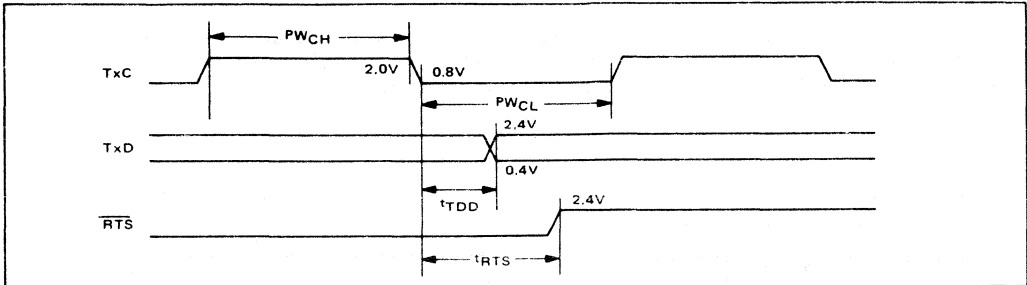 PWCH
TxC
2.0V
0.8V
PWCL
TxD
2.4V
0.4V
tTDD
RTS
2.4V
tRTS